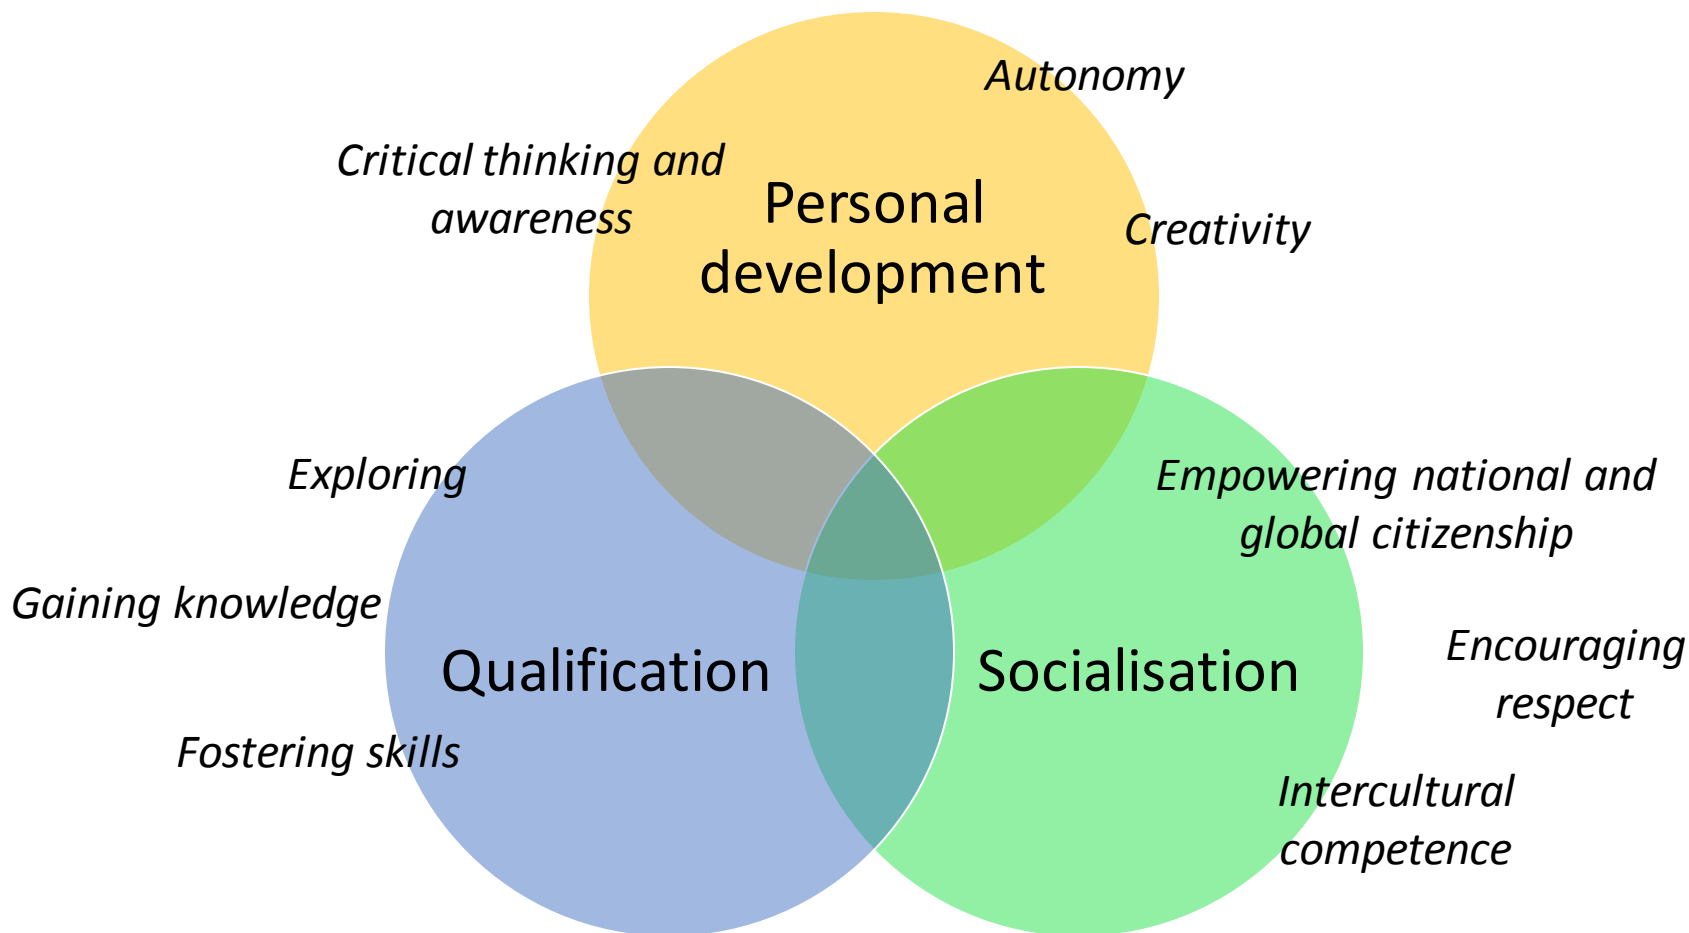 Autonomy
Critical thinking and
awareness
Personal
development
Creativity
Exploring
Empowering national and
global citizenship
Gaining knowledge
Qualification
Socialisation
Encouraging
respect
Fostering skills
Intercultural
competence